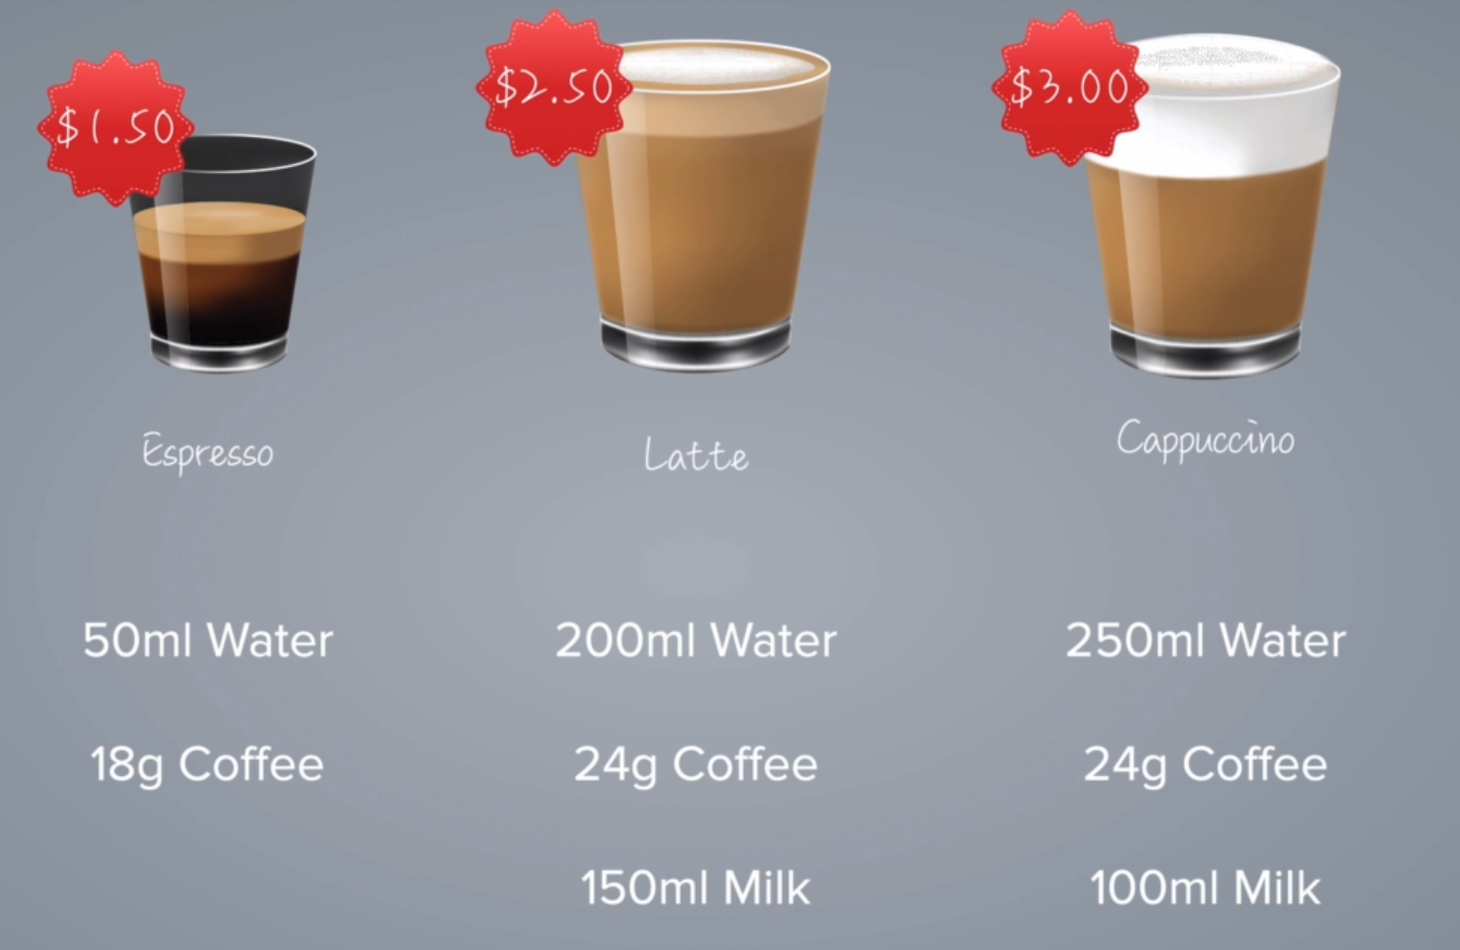 $1.50
$2.50
$3.00
Espresso
Latte
Cappuccino
50ml Water
200ml Water
250ml Water
18g Coffee
24g Coffee
24g Coffee
150ml Milk
100ml Milk